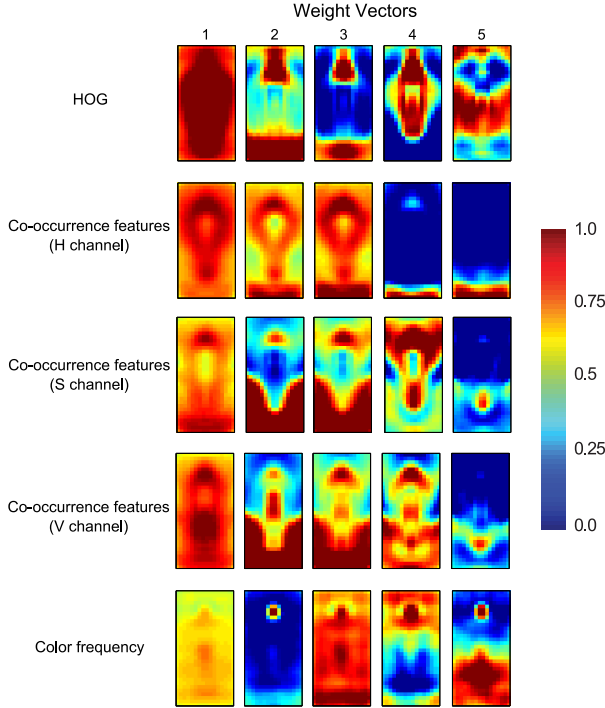 Weight Vectors
1 2 3 4 5
HOG
Co-occurrence features
(H channel)
Co-occurrence features
(S channel)
Co-occurrence features
(V channel)
Color frequency
1.0
0.75
0.5
0.25
0.0